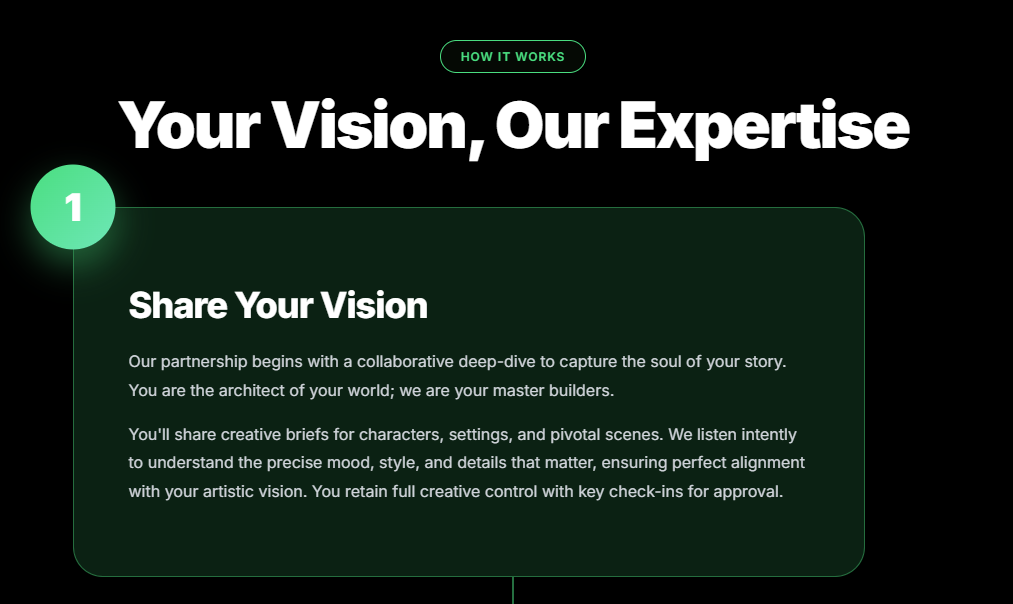 HOW IT WORKS
Your Vision, Our Expertise
1
Share Your Vision
Our partnership begins with a collaborative deep-dive to capture the soul of your story.
You are the architect of your world; we are your master builders.
You'll share creative briefs for characters, settings, and pivotal scenes. We listen intently
to understand the precise mood, style, and details that matter, ensuring perfect alignment
with your artistic vision. You retain full creative control with key check-ins for approval.